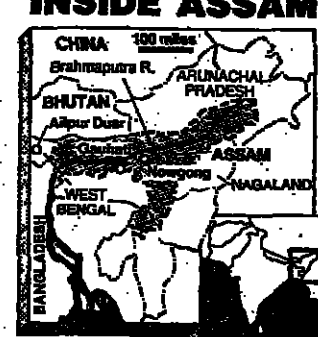 INSIDE ASSAM
CHINA 100 miles
Brahmaputra R.
ARUNACHAL
PRADESH
BHUTAN
Alipur Duar
Gauhati
ASSAM
Nowgong
NAGALAND
WEST
BENGAL
BANGLADESH